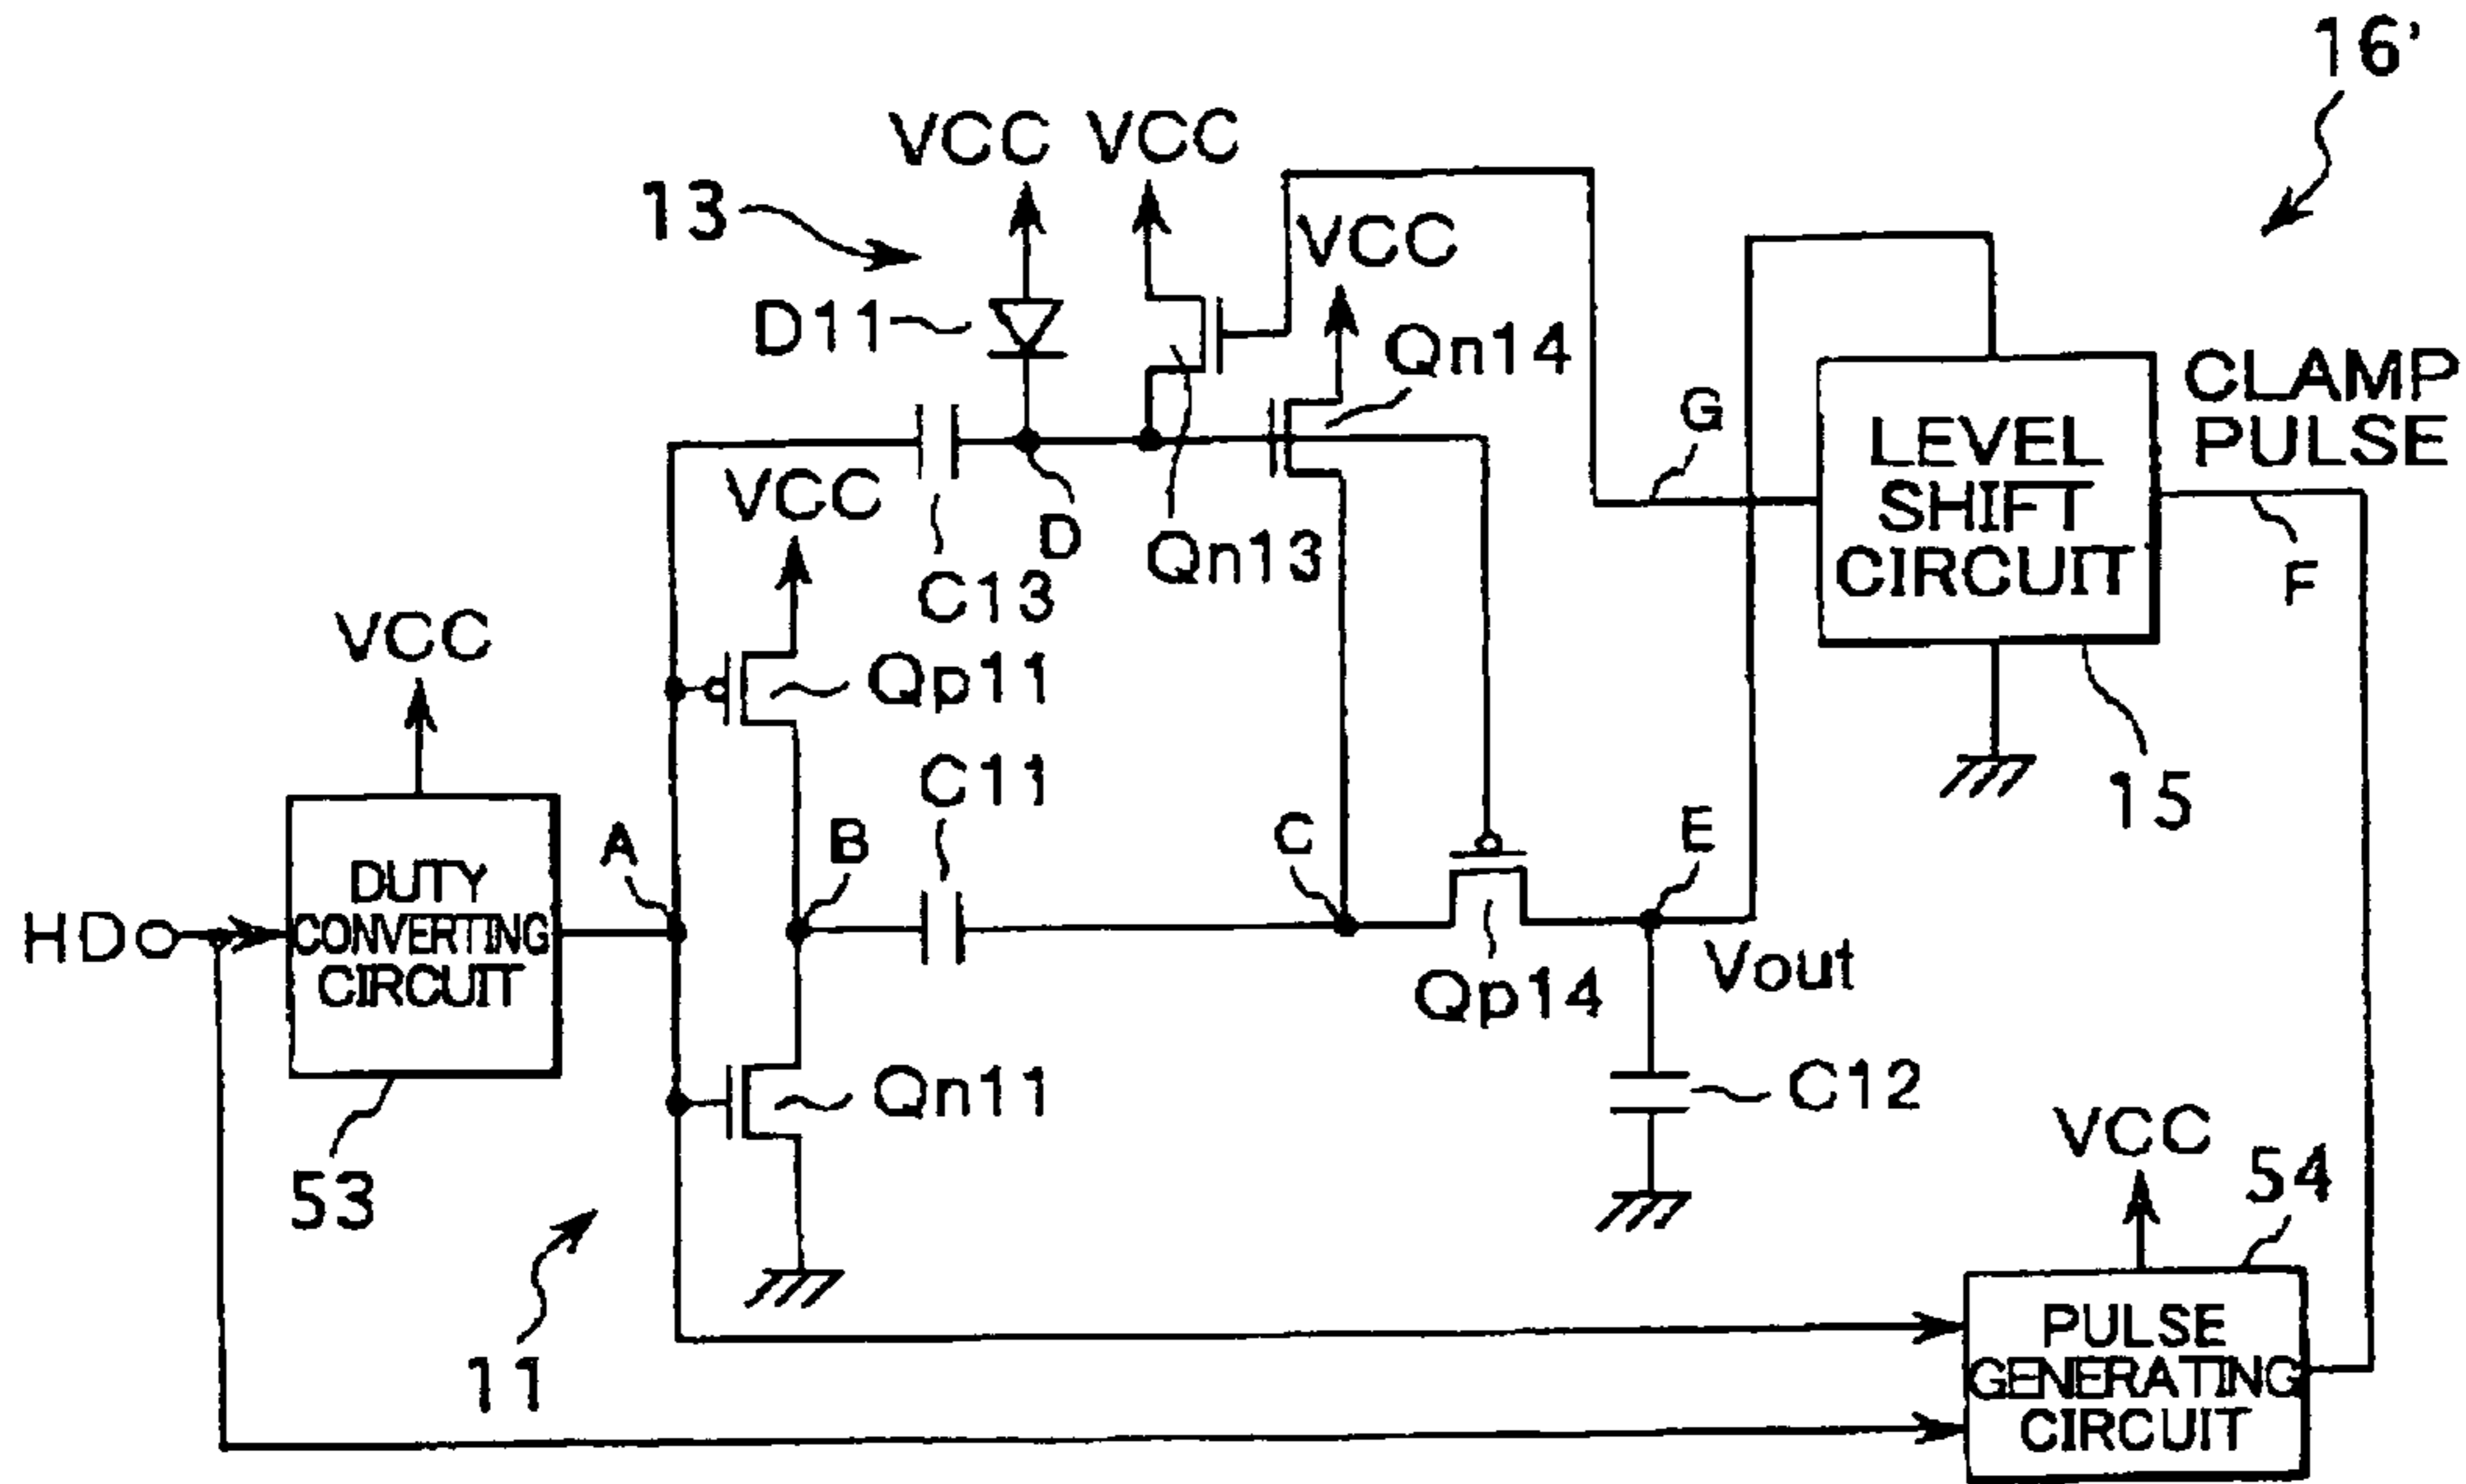 16'
VCC VCC
13
VCC
D11
Qn14
CLAMP
PULSE
G
LEVEL
SHIFT
CIRCUIT
VCC
D
Qn13
F
C13
VCC
Qp11
C11
15
A
B
C
E
DUTY
CONVERTING
CIRCUIT
HD
Vout
Qp14
Qn11
C12
VCC
54
53
11
PULSE
GENERATING
CIRCUIT